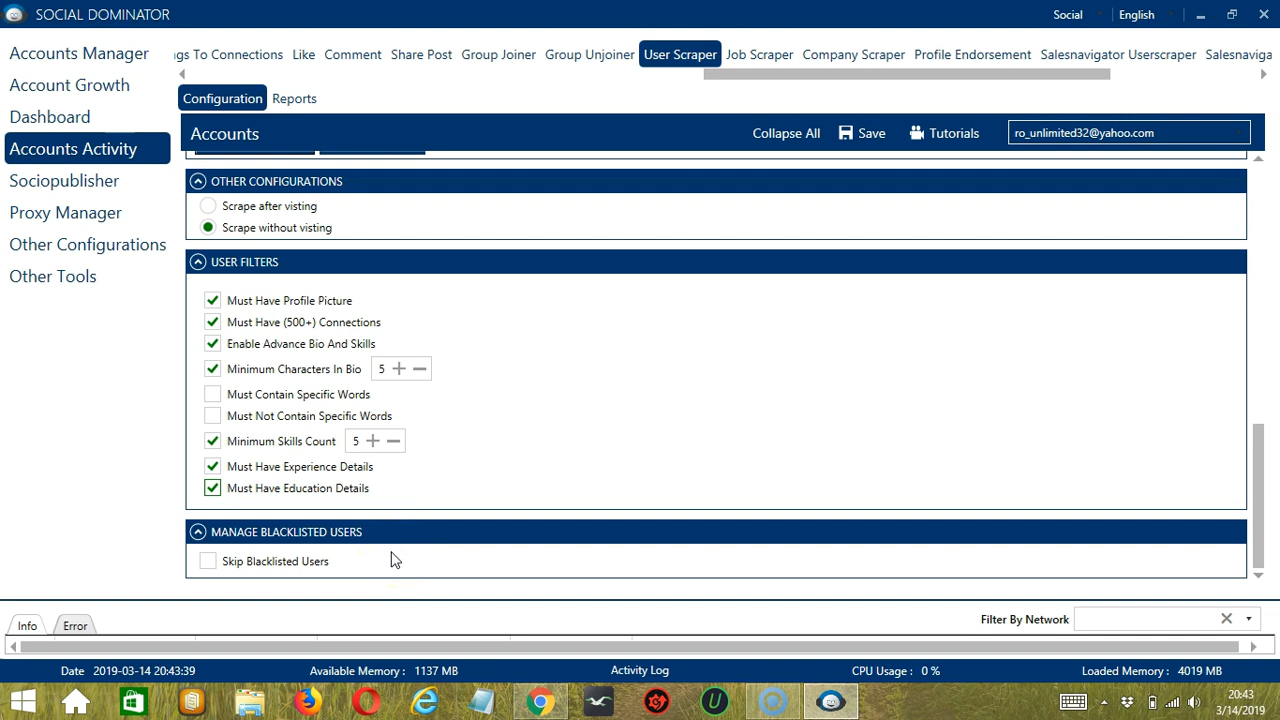 SOCIAL DOMINATOR
Social
English
Accounts Manager
Account Growth
Dashboard
Accounts Activity
Sociopublisher
Proxy Manager
Other Configurations
Other Tools
ngs To Connections Like Comment Share Post Group Joiner Group Unjoiner User Scraper Job Scraper Company Scraper Profile Endorsement Salesnavigator Userscraper Salesnaviga
Configuration Reports
Accounts
Collapse All Save Tutorials ro_unlimited32@yahoo.com
OTHER CONFIGURATIONS
Scrape after visting
Scrape without visting
USER FILTERS
Must Have Profile Picture
Must Have (500+) Connections
Enable Advance Bio And Skills
Minimum Characters In Bio 5
Must Contain Specific Words
Must Not Contain Specific Words
Minimum Skills Count 5
Must Have Experience Details
Must Have Education Details
MANAGE BLACKLISTED USERS
Skip Blacklisted Users
Info Error
Filter By Network
Date 2019-03-14 20:43:39 Available Memory : 1137 MB Activity Log CPU Usage : 0 % Loaded Memory : 4019 MB
20:43
3/14/2019